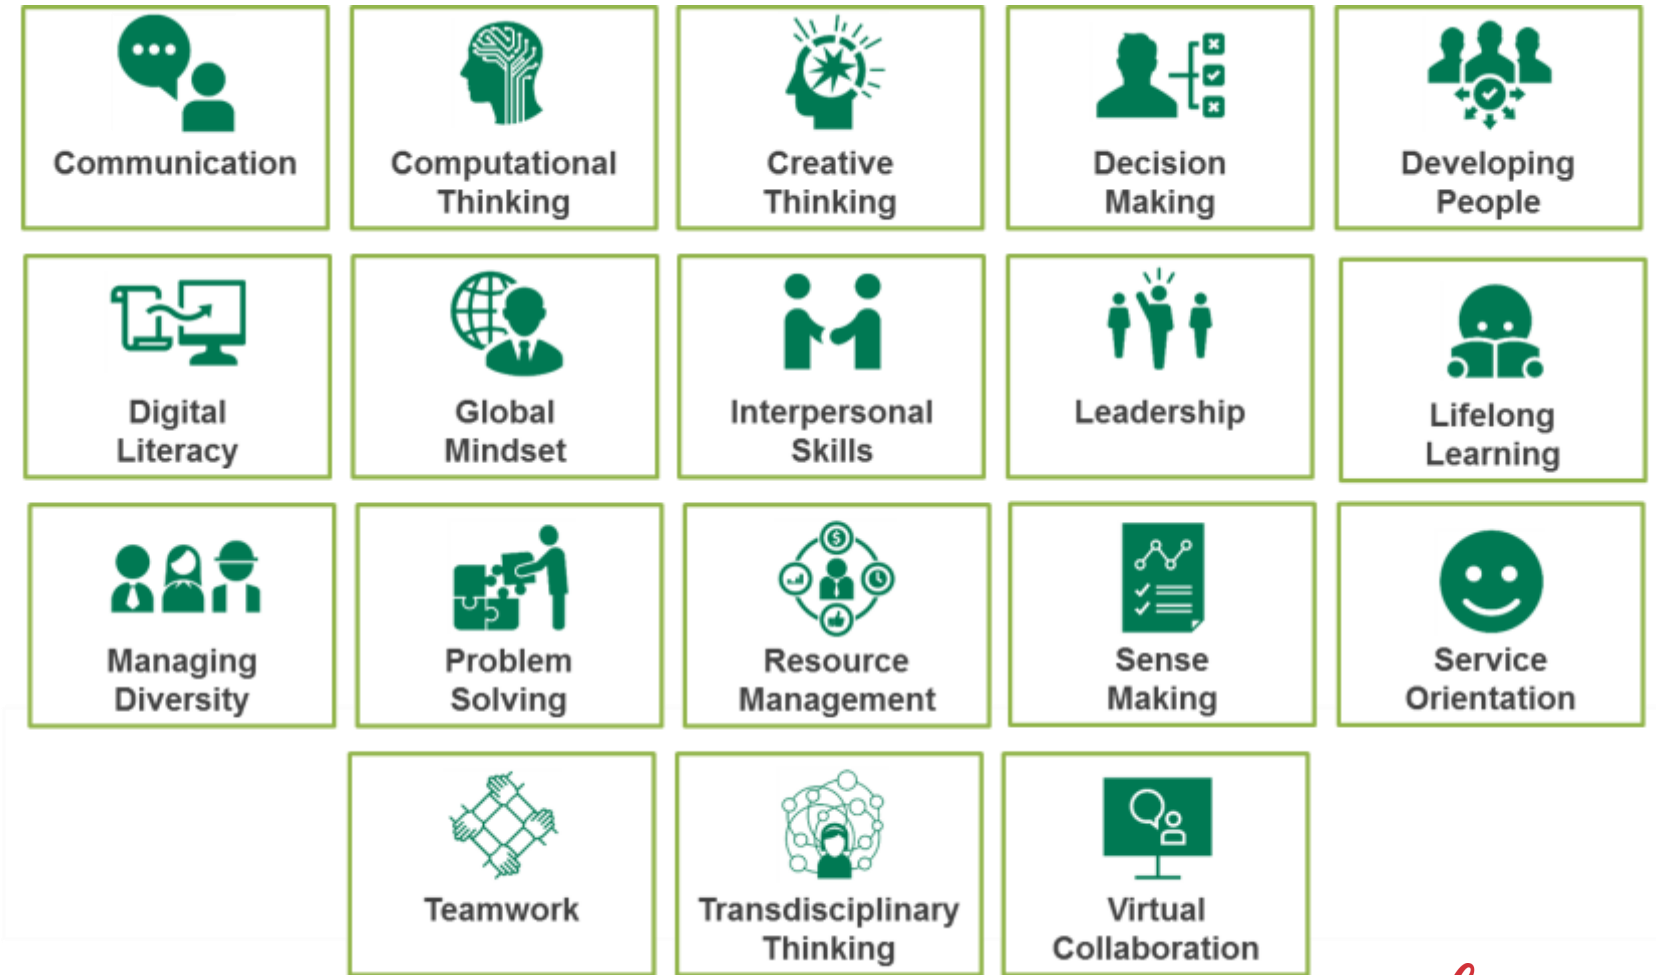 Communication
Computational
Thinking
Creative
Thinking
Decision
Making
Developing
People
Digital
Literacy
Global
Mindset
Interpersonal
Skills
Leadership
Lifelong
Learning
Managing
Diversity
Problem
Solving
$
Resource
Management
Sense
Making
Service
Orientation
Teamwork
Transdisciplinary
Thinking
Virtual
Collaboration